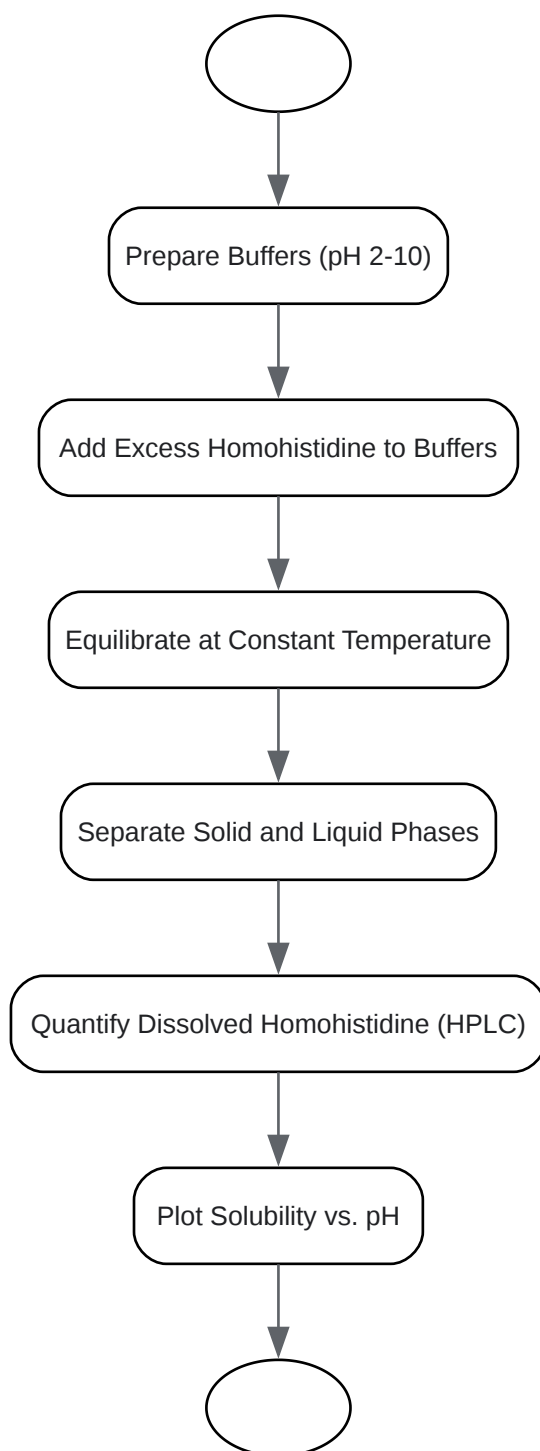 Prepare Buffers (pH 2-10)
Add Excess Homohistidine to Buffers
Equilibrate at Constant Temperature
Separate Solid and Liquid Phases
Quantify Dissolved Homohistidine (HPLC)
Plot Solubility vs. pH